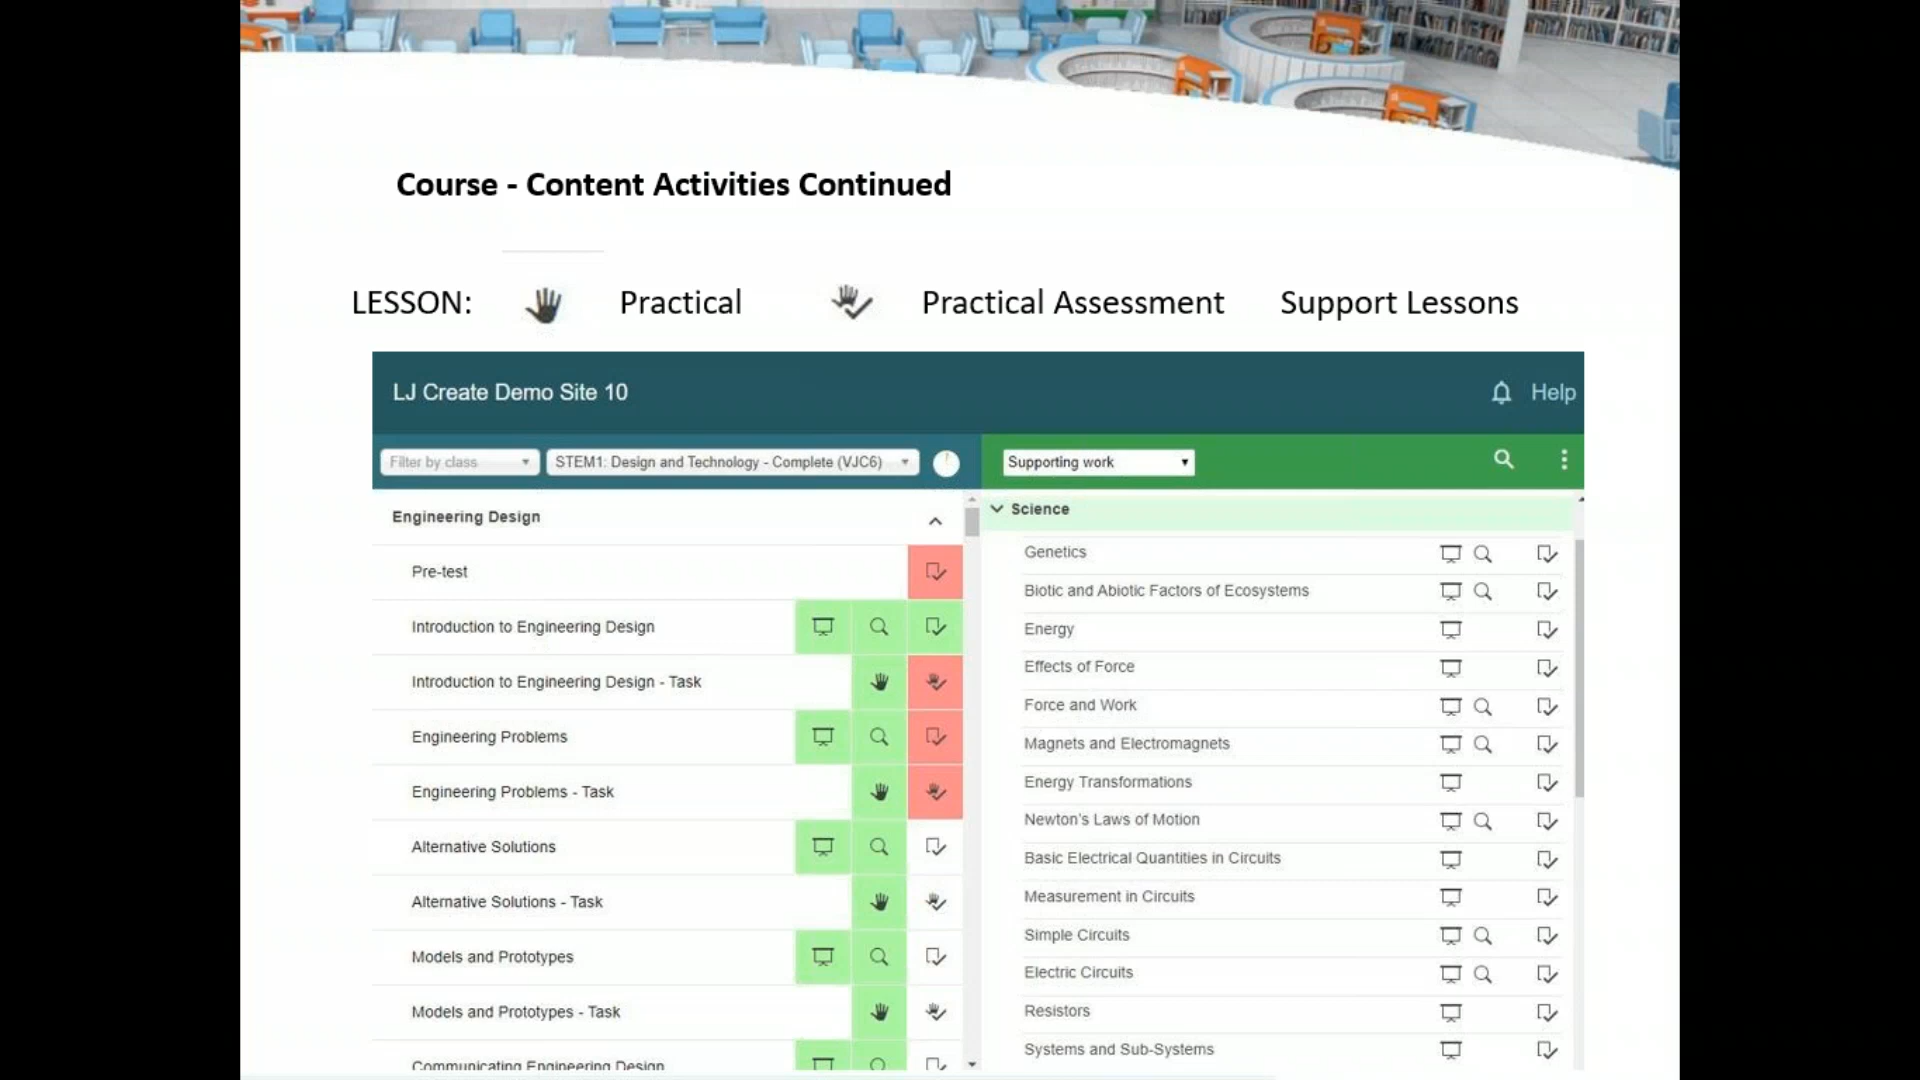 Course - Content Activities Continued
LESSON: Practical Practical Assessment Support Lessons
LJ Create Demo Site 10 Help
Filter by class STEM1: Design and Technology - Complete (VJC6) Supporting work
Engineering Design
Pre-test
Introduction to Engineering Design
Introduction to Engineering Design - Task
Engineering Problems
Engineering Problems - Task
Alternative Solutions
Alternative Solutions - Task
Models and Prototypes
Models and Prototypes - Task
Communicating Engineering Design
Science
Genetics
Biotic and Abiotic Factors of Ecosystems
Energy
Effects of Force
Force and Work
Magnets and Electromagnets
Energy Transformations
Newton's Laws of Motion
Basic Electrical Quantities in Circuits
Measurement in Circuits
Simple Circuits
Electric Circuits
Resistors
Systems and Sub-Systems